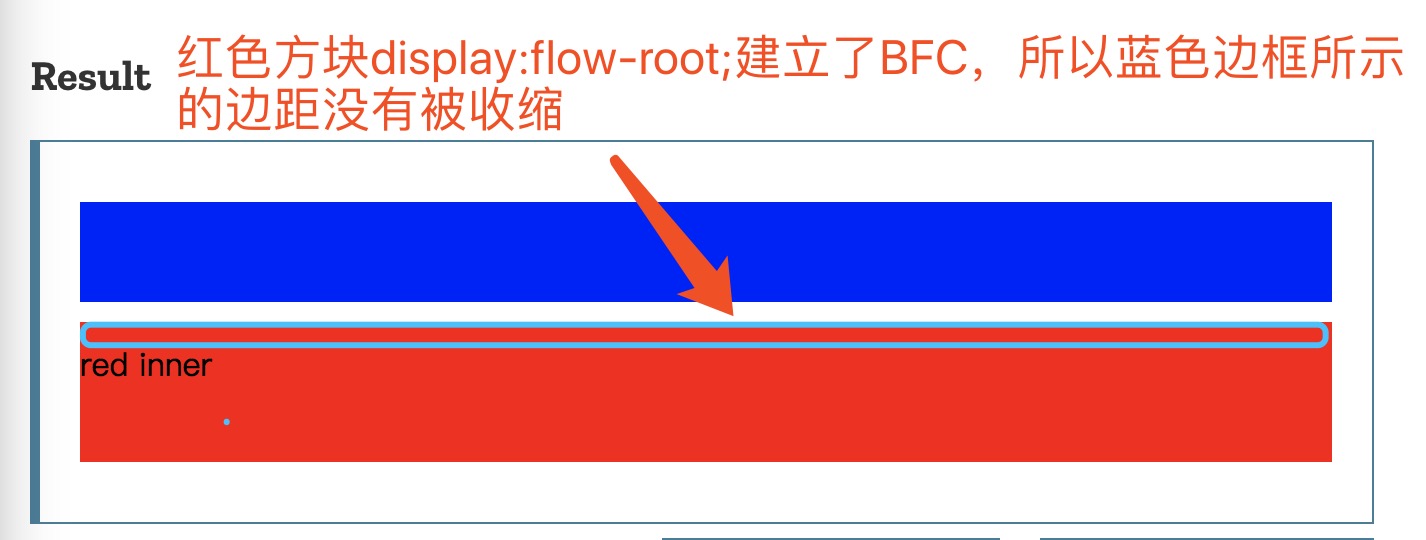 Result
红色方块display:flow-root;建立了BFC，所以蓝色边框所示
的边距没有被收缩
red inner